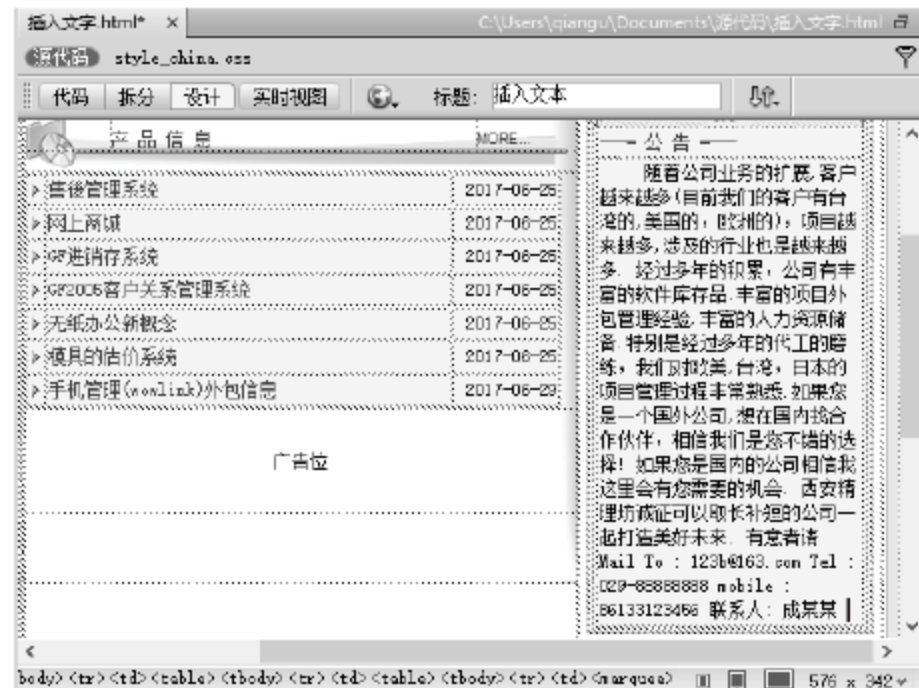 插入文字.html* ×
C:\Users\qiangu\Documents\源代码\插入文字.html
源代码 style_china.css
代码 拆分 设计 实时视图 标题: 插入文本
产品信息 MORE...
售後管理系统 2017-06-25
网上商城 2017-06-25
GF进销存系统 2017-06-25
GF2005客户关系管理系统 2017-06-25
无纸办公新概念 2017-06-25
模具的估价系统 2017-06-25
手机管理(wowlink)外包信息 2017-06-29
广告位
公告
随着公司业务的扩展,客户
越来越多(目前我们的客户有台
湾的,美国的,欧洲的),项目越
来越多,涉及的行业也是越来越
多. 经过多年的积累,公司有丰
富的软件库存品.丰富的项目外
包管理经验.丰富的人力资源储
备.特别是经过多年的代工的磨
练,我们对欧美,台湾,日本的
项目管理过程非常熟悉.如果您
是一个国外公司,想在国内找合
作伙伴,相信我们是您不错的选
择! 如果您是国内的公司相信我
这里会有您需要的机会. 西安精
理坊诚征可以取长补短的公司一
起打造美好未来. 有意者请
Mail To : 123b@163.com Tel :
029-88888888 mobile :
86133123456 联系人: 成某某
body> <tr> <td> <table> <tbody> <tr> <td> <table> <tbody> <tr> <td> <marquee> 576 x 342